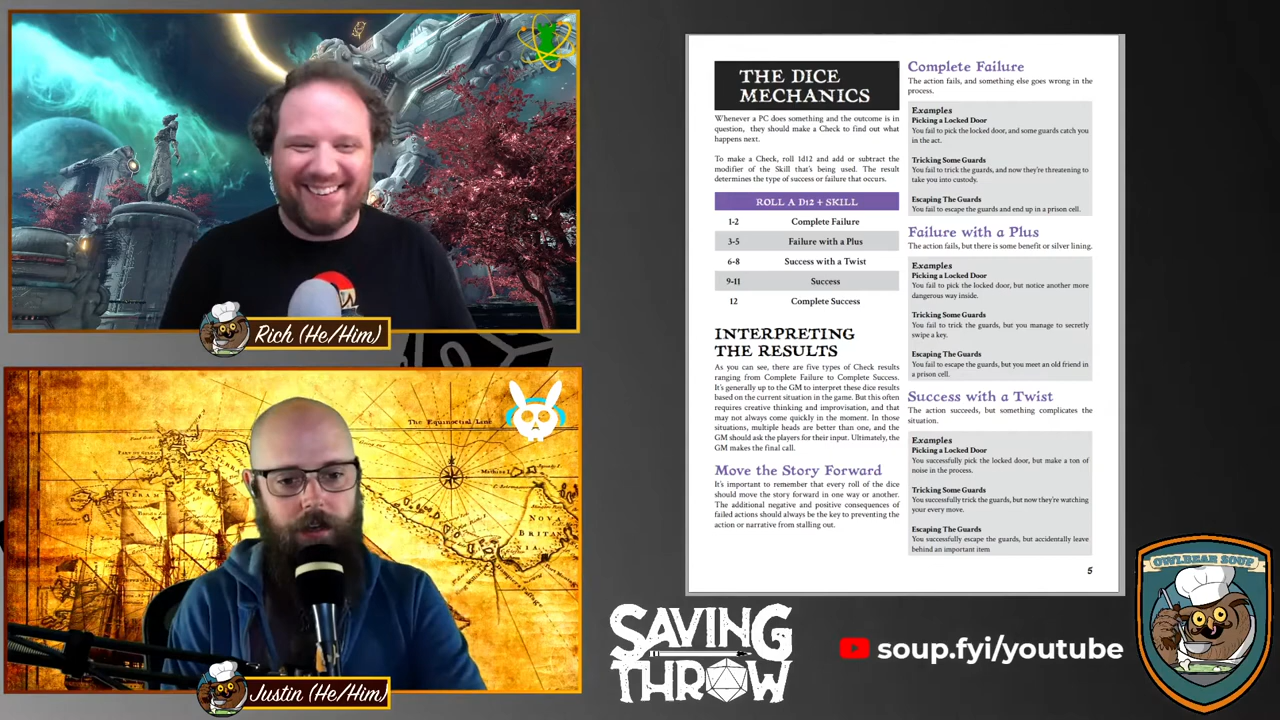 Rich (He/Him)
The Equinoctial Line
Justin (He/Him)
THE DICE
MECHANICS
Whenever a PC does something and the outcome is in
question, they should make a Check to find out what
happens next.
To make a Check, roll 1d12 and add or subtract the
modifier of the Skill that's being used. The result
determines the type of success or failure that occurs.
ROLL A D12 + SKILL
1-2 Complete Failure
3-5 Failure with a Plus
6-8 Success with a Twist
9-11 Success
12 Complete Success
INTERPRETING
THE RESULTS
As you can see, there are five types of Check results
ranging from Complete Failure to Complete Success.
It's generally up to the GM to interpret these dice results
based on the current situation in the game. But this often
requires creative thinking and improvisation, and that
may not always come quickly in the moment. In those
situations, multiple heads are better than one, and the
GM should ask the players for their input. Ultimately, the
GM makes the final call.
Move the Story Forward
It's important to remember that every roll of the dice
should move the story forward in one way or another.
The additional negative and positive consequences of
failed actions should always be the key to preventing the
action or narrative from stalling out.
Complete Failure
The action fails, and something else goes wrong in the
process.
Examples
Picking a Locked Door
You fail to pick the locked door, and some guards catch you
in the act.
Tricking Some Guards
You fail to trick the guards, and now they're threatening to
take you into custody.
Escaping The Guards
You fail to escape the guards and end up in a prison cell.
Failure with a Plus
The action fails, but there is some benefit or silver lining.
Examples
Picking a Locked Door
You fail to pick the locked door, but notice another more
dangerous way inside.
Tricking Some Guards
You fail to trick the guards, but you manage to secretly
swipe a key.
Escaping The Guards
You fail to escape the guards, but you meet an old friend in
a prison cell.
Success with a Twist
The action succeeds, but something complicates the
situation.
Examples
Picking a Locked Door
You successfully pick the locked door, but make a ton of
noise in the process.
Tricking Some Guards
You successfully trick the guards, but now they're watching
your every move.
Escaping The Guards
You successfully escape the guards, but accidentally leave
behind an important item
5
SAVING
THROW
soup.fyi/youtube
OWLBEAR SOUP